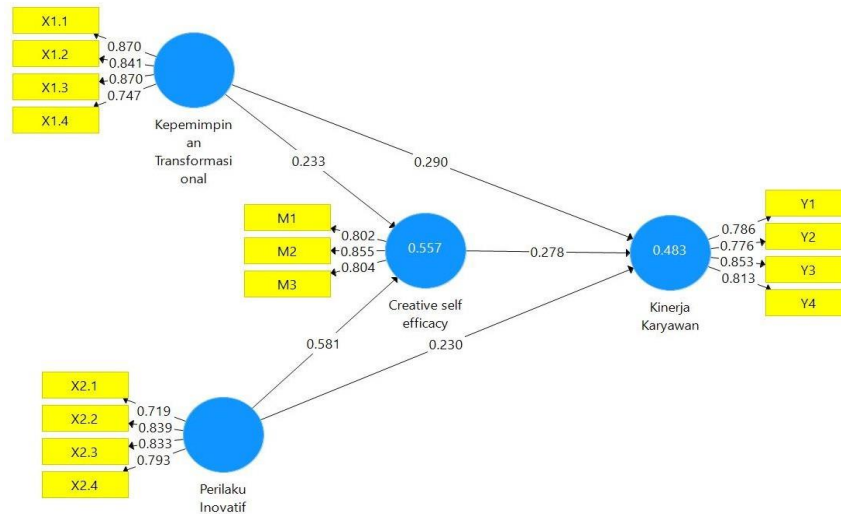 X1.1
X1.2
X1.3
X1.4
0.870
0.841
0.870
0.747
Kepemimpin
an
Transformasi
onal
0.233
0.290
M1
M2
M3
0.802
0.855
0.804
0.557
Creative self
efficacy
0.278
0.483
Kinerja
Karyawan
0.786
0.776
0.853
0.813
Y1
Y2
Y3
Y4
0.581
0.230
X2.1
X2.2
X2.3
X2.4
0.719
0.839
0.833
0.793
Perilaku
Inovatif